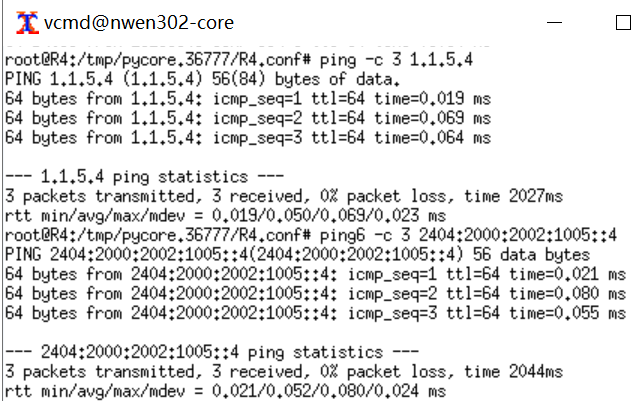 vcmd@nwen302-core
root@R4:/tmp/pycore.36777/R4.conf# ping -c 3 1.1.5.4
PING 1.1.5.4 (1.1.5.4) 56(84) bytes of data.
64 bytes from 1.1.5.4: icmp_seq=1 ttl=64 time=0.019 ms
64 bytes from 1.1.5.4: icmp_seq=2 ttl=64 time=0.069 ms
64 bytes from 1.1.5.4: icmp_seq=3 ttl=64 time=0.064 ms
--- 1.1.5.4 ping statistics ---
3 packets transmitted, 3 received, 0% packet loss, time 2027ms
rtt min/avg/max/mdev = 0.019/0.050/0.069/0.023 ms
root@R4:/tmp/pycore.36777/R4.conf# ping6 -c 3 2404:2000:2002:1005::4
PING 2404:2000:2002:1005::4(2404:2000:2002:1005::4) 56 data bytes
64 bytes from 2404:2000:2002:1005::4: icmp_seq=1 ttl=64 time=0.021 ms
64 bytes from 2404:2000:2002:1005::4: icmp_seq=2 ttl=64 time=0.080 ms
64 bytes from 2404:2000:2002:1005::4: icmp_seq=3 ttl=64 time=0.055 ms
--- 2404:2000:2002:1005::4 ping statistics ---
3 packets transmitted, 3 received, 0% packet loss, time 2044ms
rtt min/avg/max/mdev = 0.021/0.052/0.080/0.024 ms